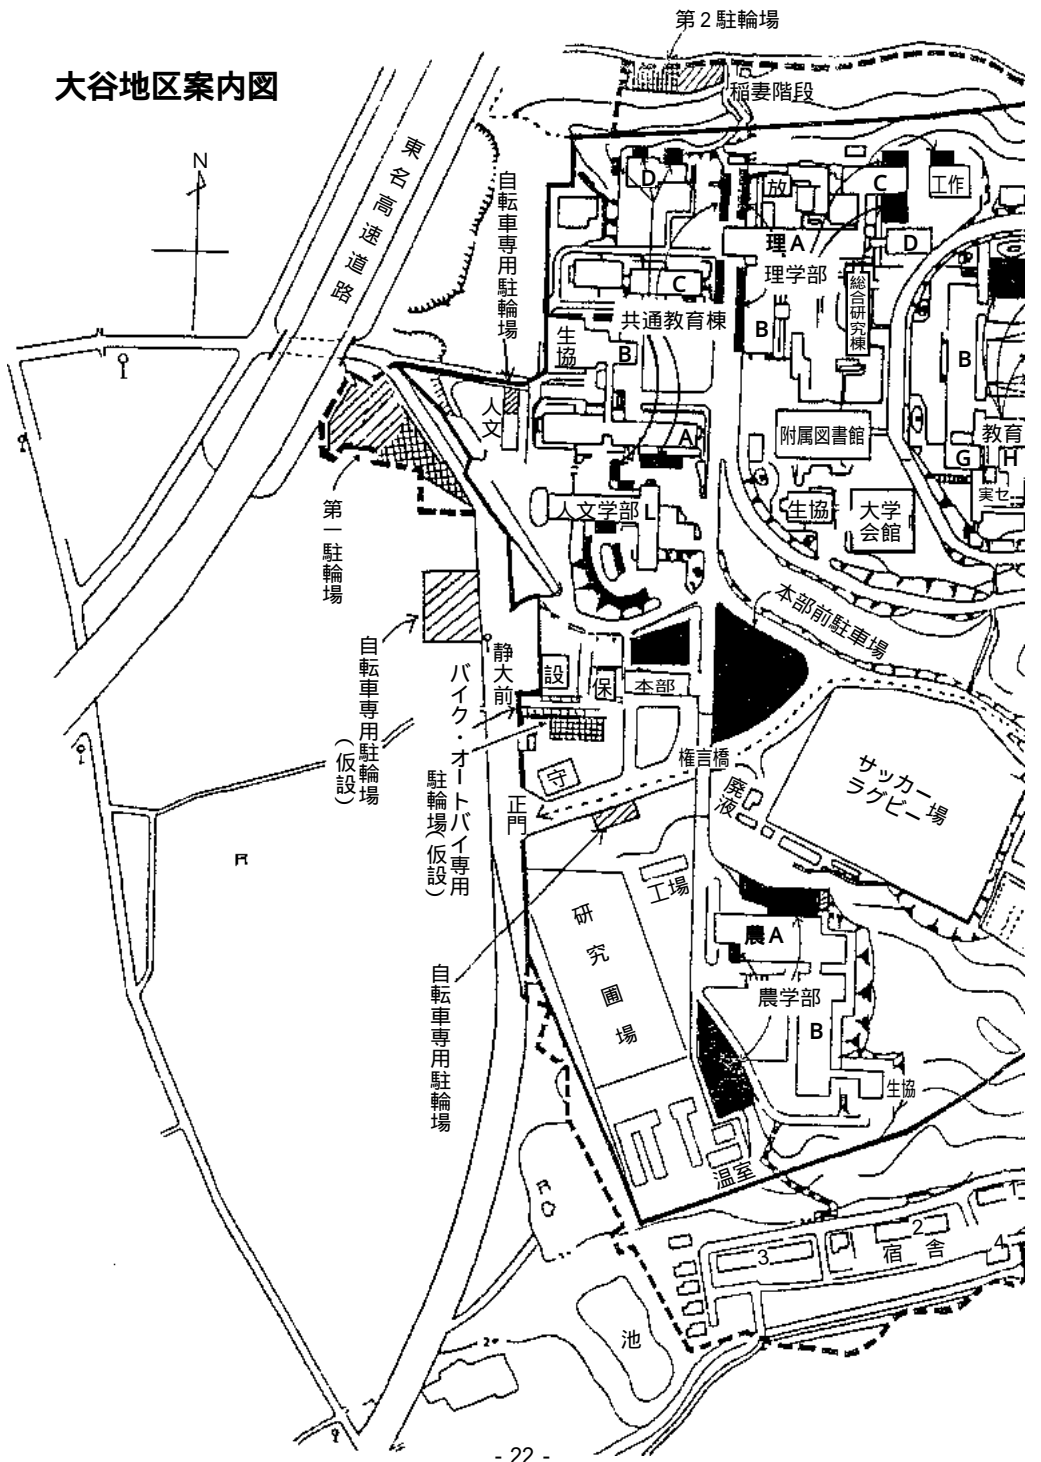 第2駐輪場
大谷地区案内図
稲妻階段
N
東名高速道路
自転車専用駐輪場
D
放
C
工作
理A
D
理学部
C
総合研究棟
共通教育棟
生協
B
B
B
人文
A
附属図書館
教育
G
H
実セ
第一駐輪場
人文学部
L
生協
大学
会館
本部前駐車場
自転車専用駐輪場
(仮設)
静大前
バイク・オートバイ専用
駐輪場(仮設)
設
保
本部
権言橋
守
正門
廃液
サッカー
ラグビー
場
工場
研究圃場
農A
農学部
B
自転車専用駐輪場
生協
温室
1
2
3
4
宿舎
池
- 22 -